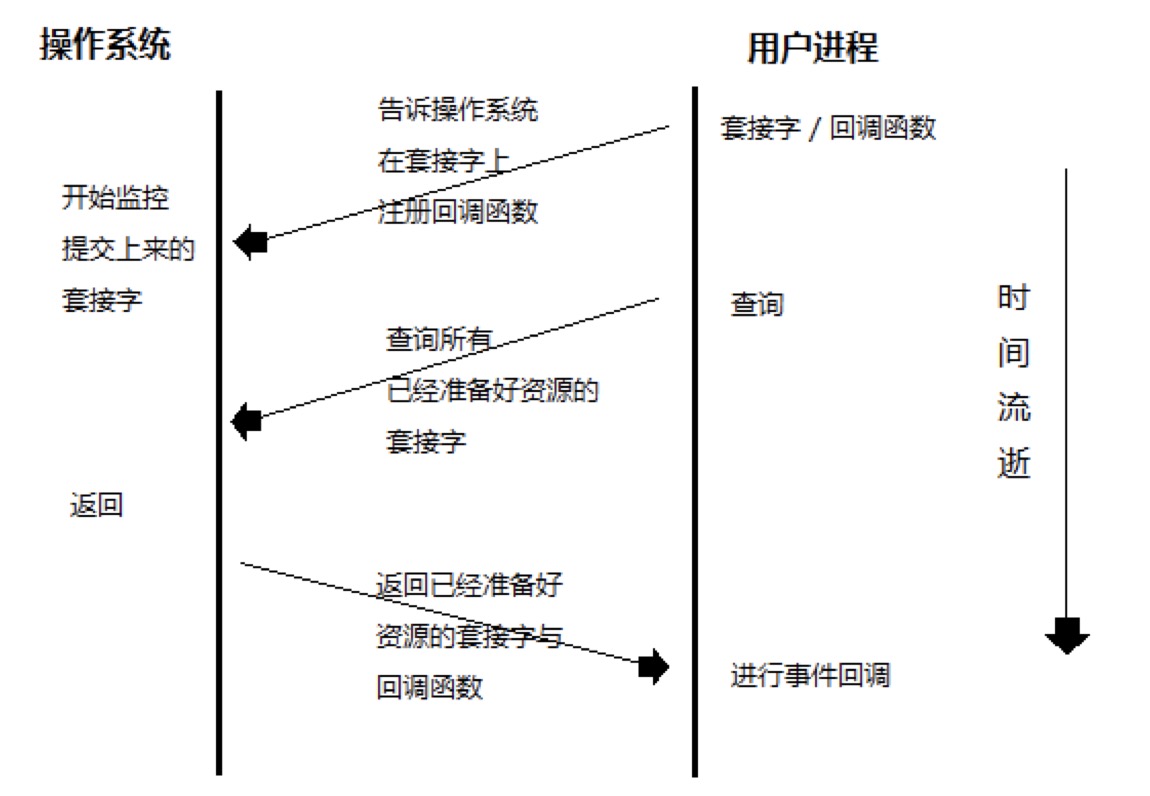 操作系统
用户进程
告诉操作系统
在套接字上
注册回调函数
套接字 / 回调函数
开始监控
提交上来的
套接字
查询
查询所有
已经准备好资源的
套接字
时
间
流
逝
返回
返回已经准备好
资源的套接字与
回调函数
进行事件回调